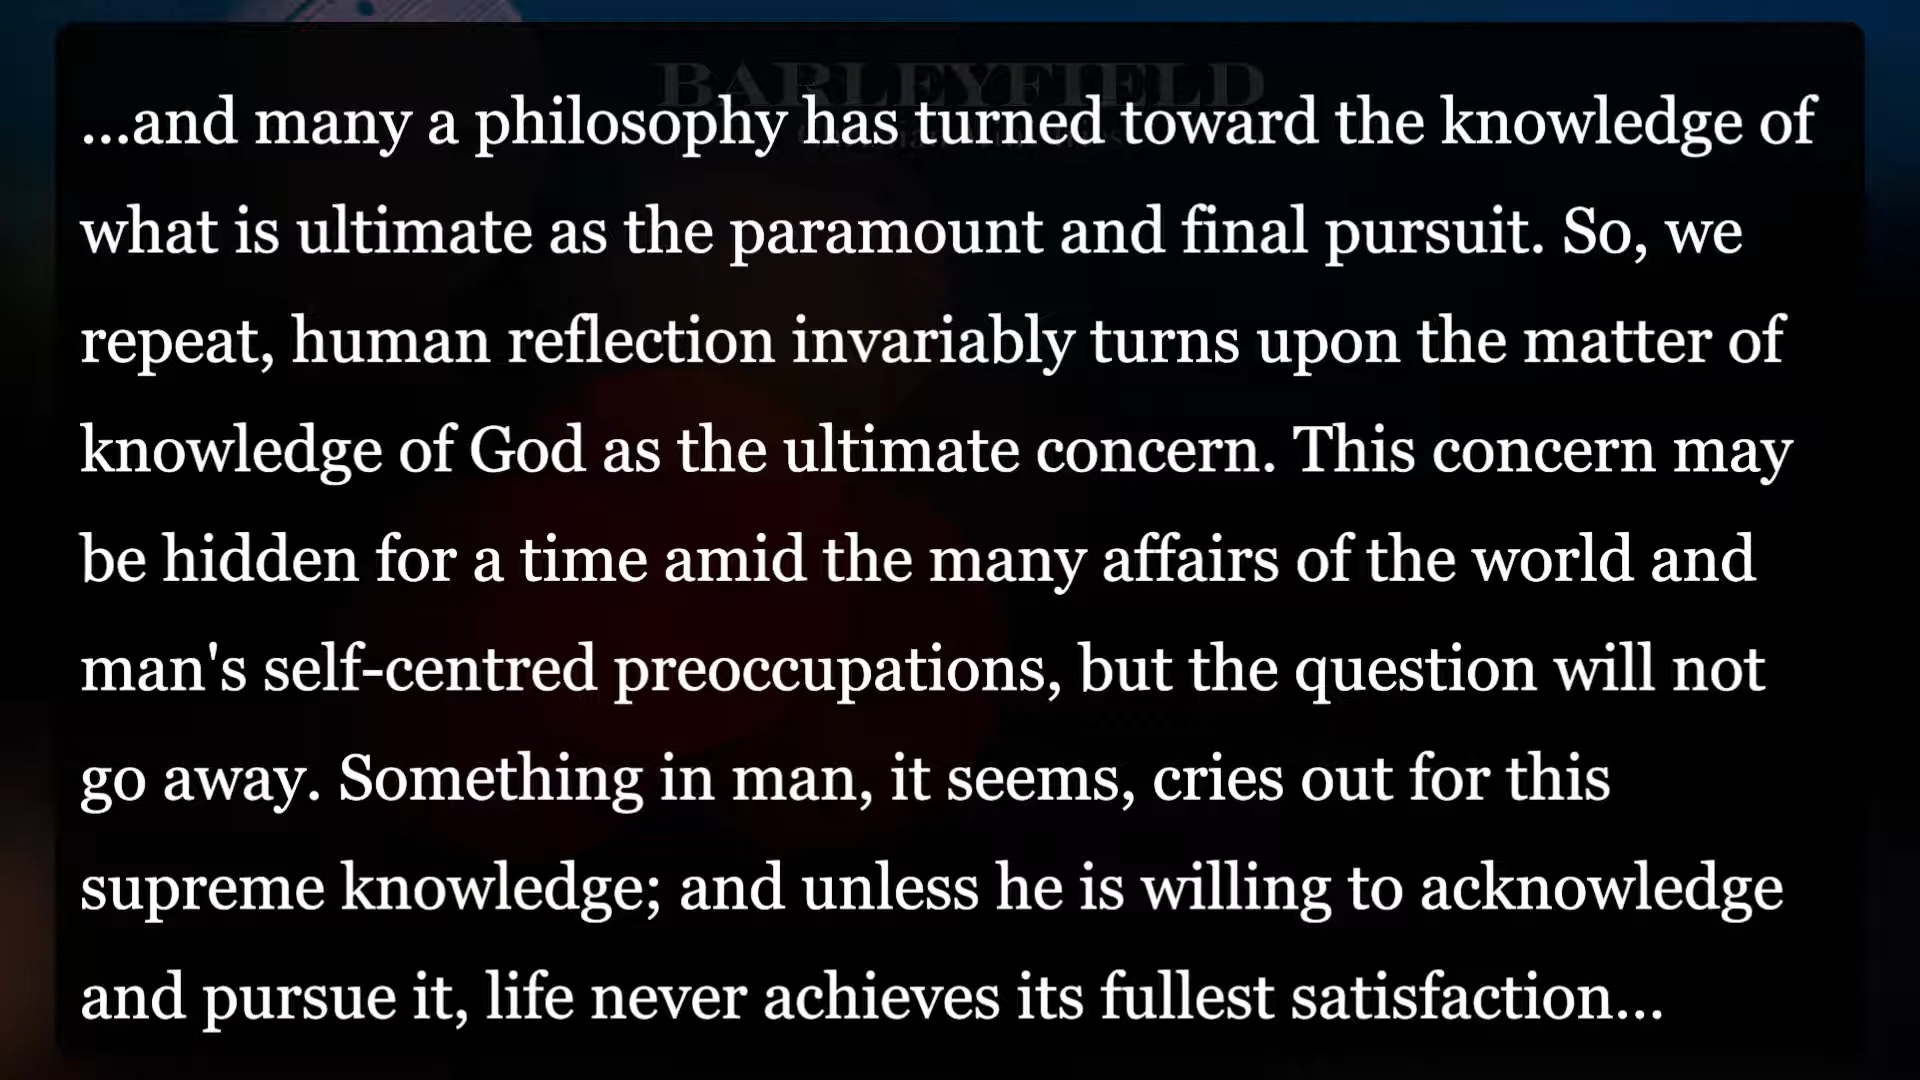 BARLEYFIELD
...and many a philosophy has turned toward the knowledge of
what is ultimate as the paramount and final pursuit. So, we
repeat, human reflection invariably turns upon the matter of
knowledge of God as the ultimate concern. This concern may
be hidden for a time amid the many affairs of the world and
man's self-centred preoccupations, but the question will not
go away. Something in man, it seems, cries out for this
supreme knowledge; and unless he is willing to acknowledge
and pursue it, life never achieves its fullest satisfaction...